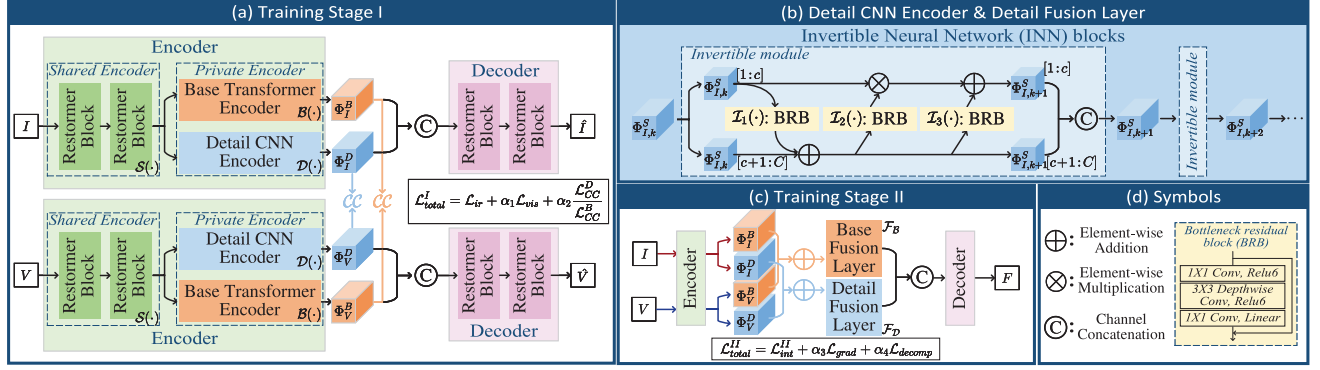 (a) Training Stage I
Encoder
Shared Encoder
Private Encoder
I
Restormer Block
Restormer Block
S(·)
Base Transformer
Encoder
B(·)
Detail CNN
Encoder
D(·)
Φ_I^B
Φ_I^D
C
Decoder
Restormer Block
Restormer Block
Î
CC
CC
L_total^I = L_ir + α₁L_vis + α₂ L_CC^D / L_CC^B
Shared Encoder
Private Encoder
V
Restormer Block
Restormer Block
S(·)
Detail CNN
Encoder
D(·)
Base Transformer
Encoder
B(·)
Encoder
Φ_V^D
Φ_V^B
C
Restormer Block
Restormer Block
Decoder
V̂
(b) Detail CNN Encoder & Detail Fusion Layer
Invertible Neural Network (INN) blocks
Invertible module
Φ_{I,k}^S
Φ_{I,k}^S
[1:c]
I₁(·): BRB
I₂(·): BRB
I₃(·): BRB
Φ_{I,k}^S
[c+1:C]
Φ_{I,k+1}^S
[1:c]
Φ_{I,k+1}^S
[c+1:C]
C
Φ_{I,k+1}^S
Invertible module
Φ_{I,k+2}^S
···
(c) Training Stage II
I
V
Encoder
Φ_I^B
Φ_I^D
Φ_V^B
Φ_V^D
Base
Fusion
Layer
F_B
Detail
Fusion
Layer
F_D
C
Decoder
F
L_total^II = L_int^II + α₃L_grad + α₄L_decomp
(d) Symbols
⊕: Element-wise
Addition
⊗: Element-wise
Multiplication
©: Channel
Concatenation
Bottleneck residual
block (BRB)
1X1 Conv, Relu6
3X3 Depthwise
Conv, Relu6
1X1 Conv, Linear